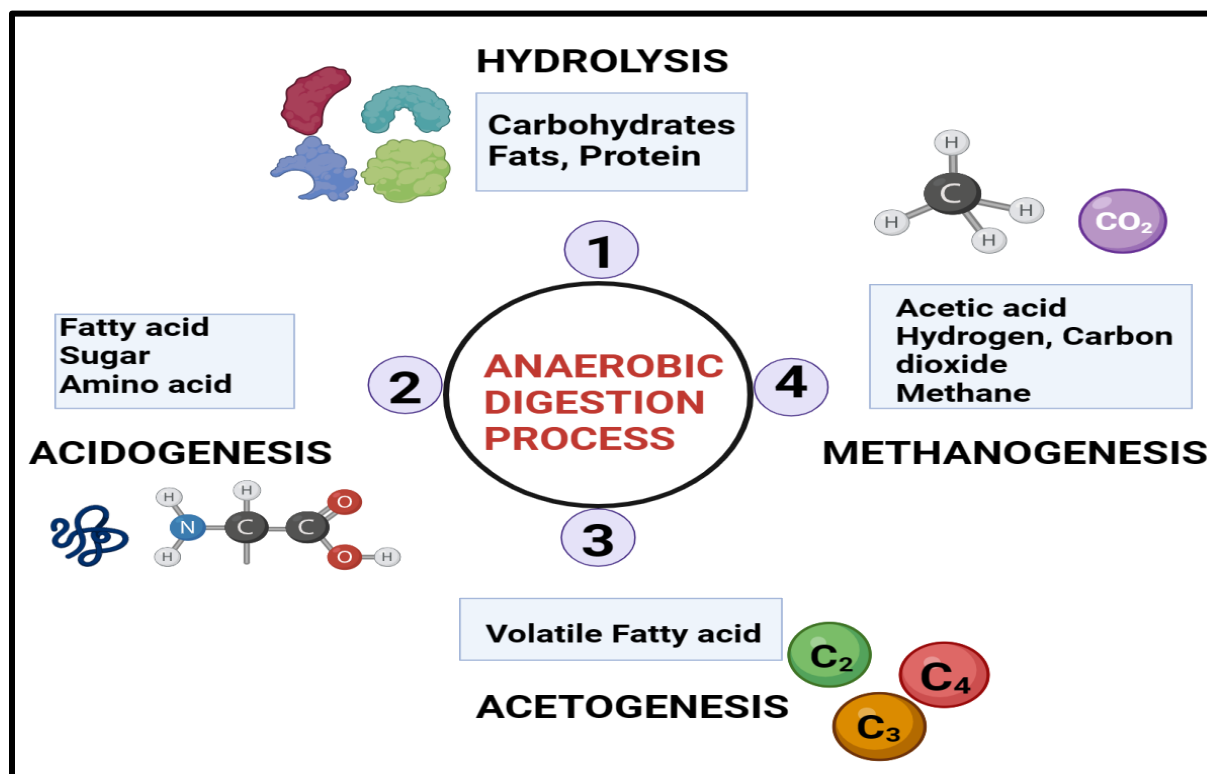 HYDROLYSIS
Carbohydrates
Fats, Protein
H
C
H
H
H
CO₂
1
Fatty acid
Sugar
Amino acid
2
ACIDOGENESIS
ANAEROBIC
DIGESTION
PROCESS
4
Acetic acid
Hydrogen, Carbon
dioxide
Methane
METHANOGENESIS
H
H
O
N
C
C
H
O
H
3
Volatile Fatty acid
ACETOGENESIS
C₂
C₄
C₃